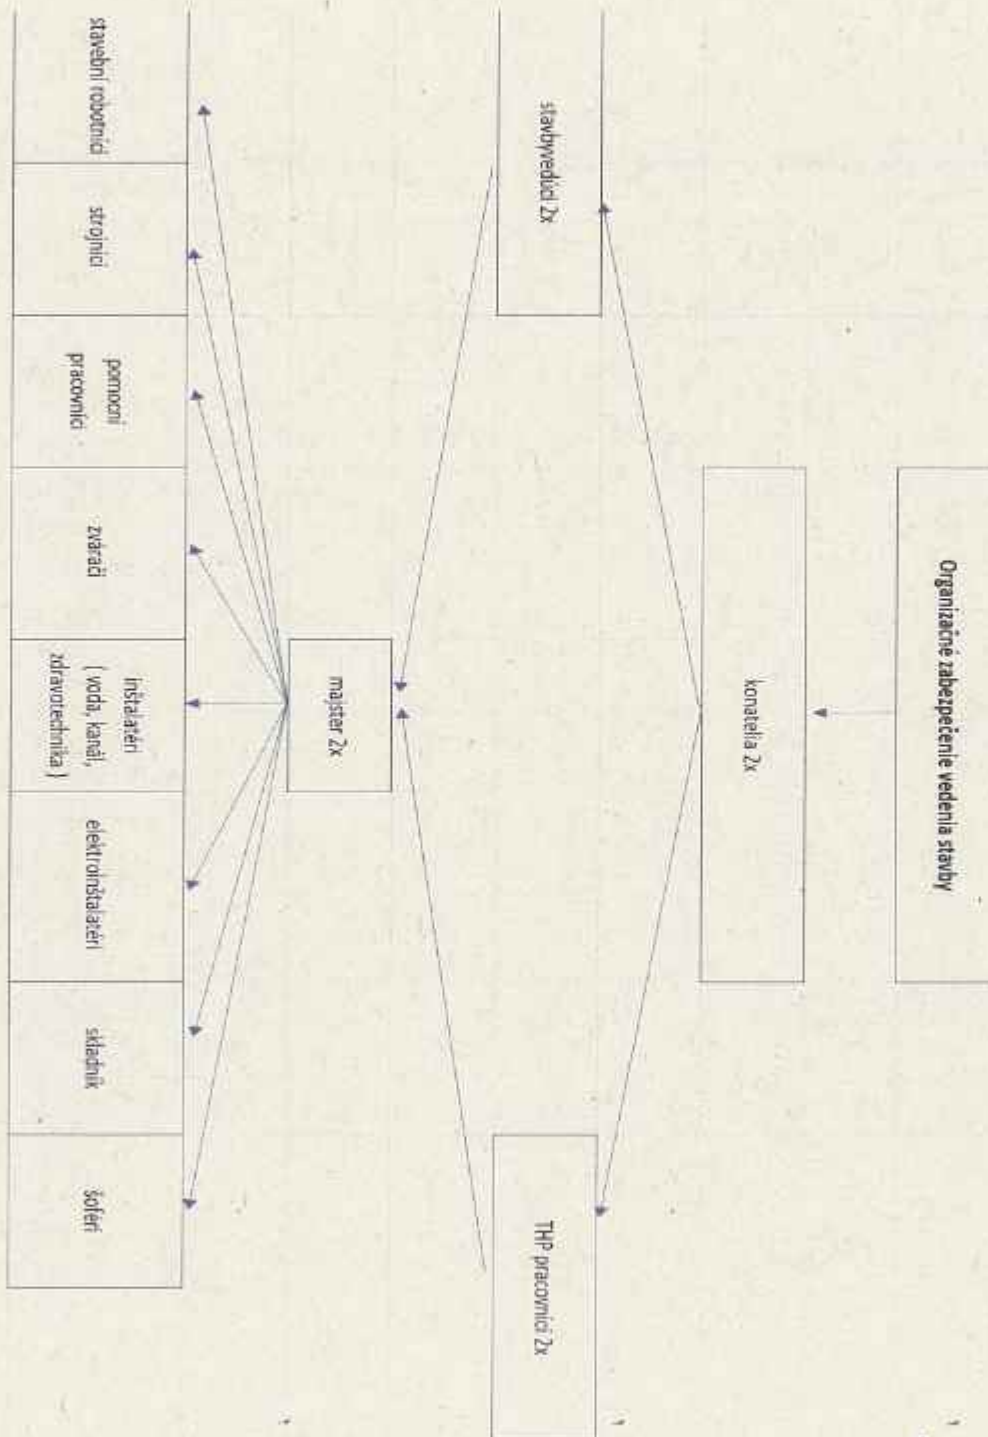 Organizačné zabezpečenie vedenia stavby
konatelia 2x
stavbyvedúci 2x
THP pracovníci 2x
majster 2x
stavební robotníci
strojníci
pomocní
pracovníci
zvárači
inštalatéri
( voda, kanál,
zdravotechnika )
elektroinštalatéri
skladník
šoféri